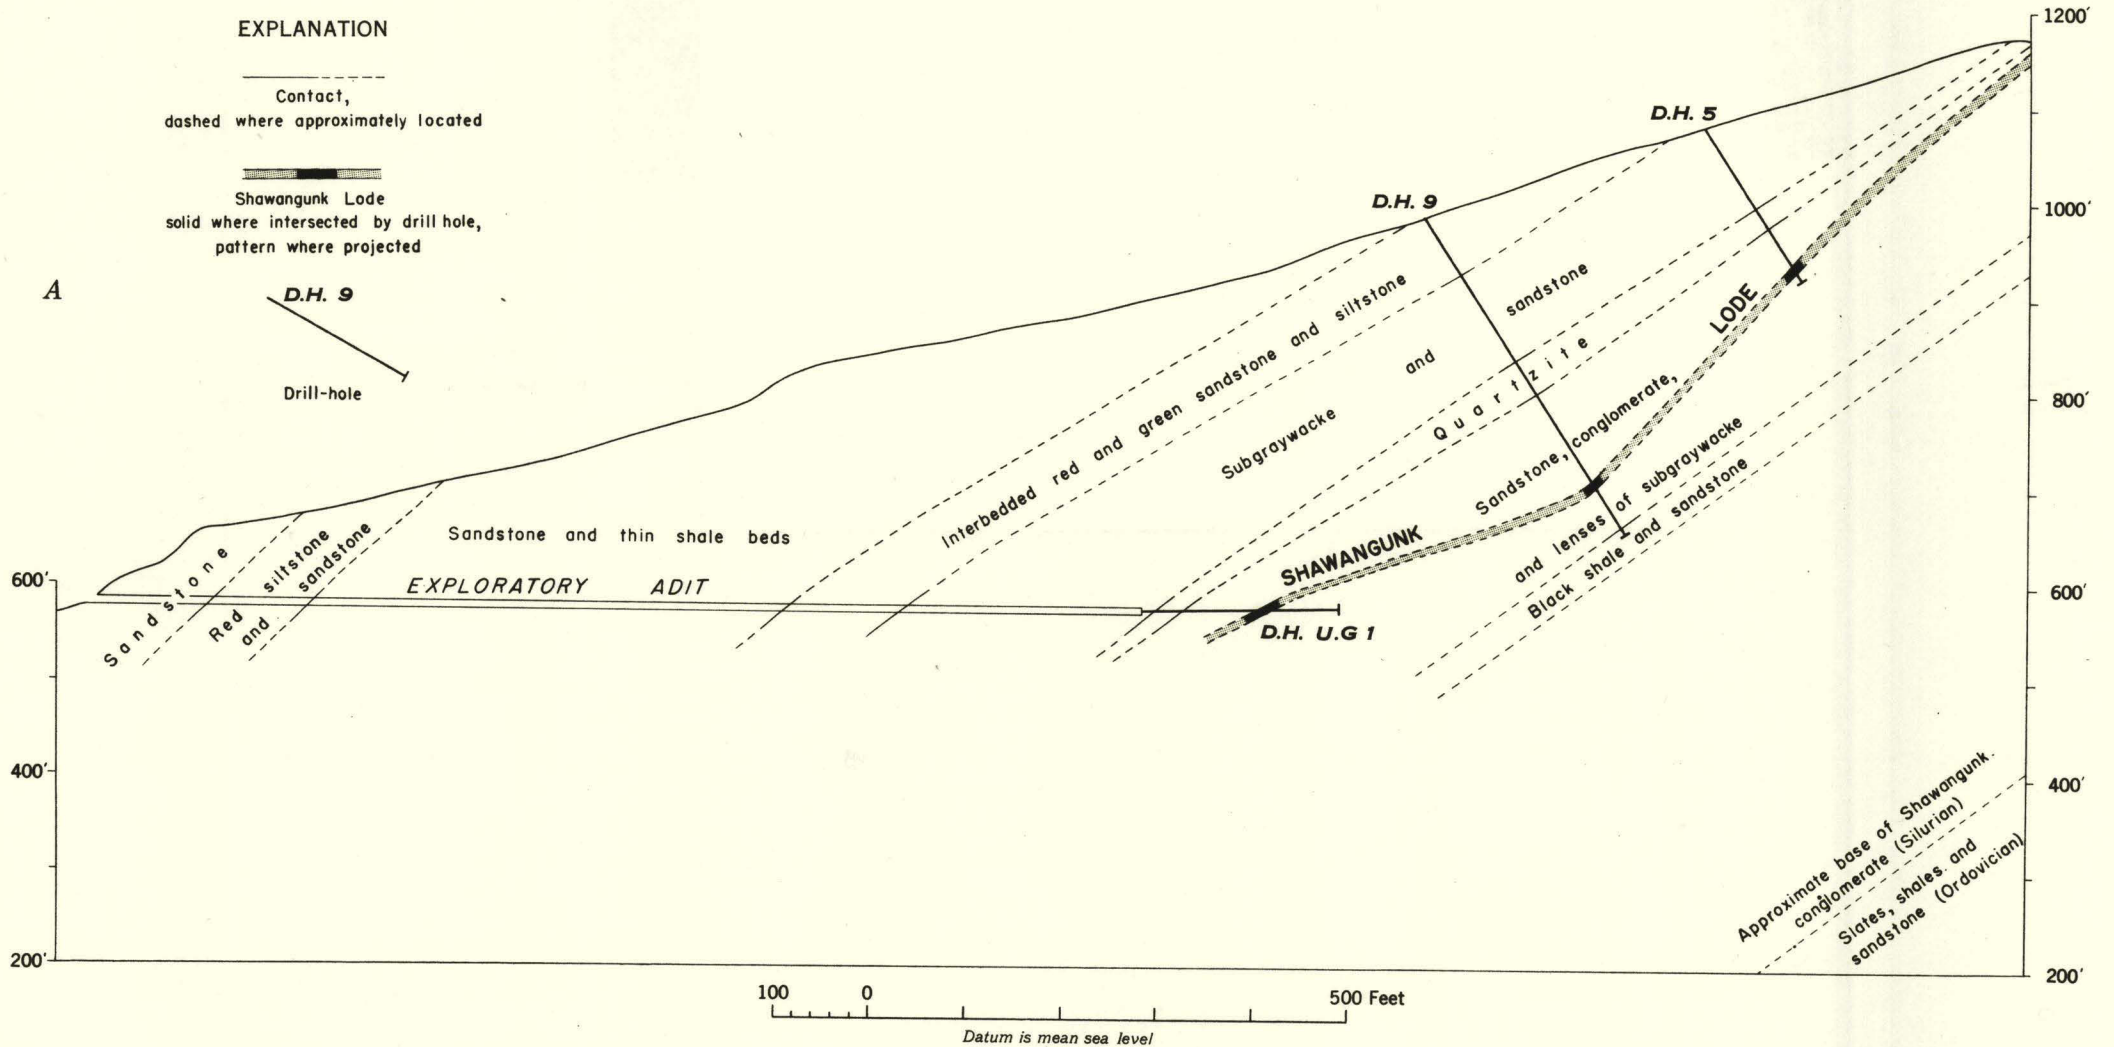 EXPLANATION
Contact,
dashed where approximately located
Shawangunk Lode
solid where intersected by drill hole,
pattern where projected
D.H. 9
Drill-hole
A
1200′
1000′
800′
600′
400′
200′
600′
400′
200′
D.H. 5
D.H. 9
Sandstone
Red siltstone
and sandstone
Sandstone and thin shale beds
EXPLORATORY ADIT
Interbedded red and green sandstone and siltstone
Subgraywacke and sandstone
Quartzite
Sandstone, conglomerate,
and lenses of subgraywacke
SHAWANGUNK LODE
Black shale and sandstone
D.H. U.G 1
Approximate base of Shawangunk
conglomerate (Silurian)
Slates, shales and
sandstone (Ordovician)
100 0 500 Feet
Datum is mean sea level